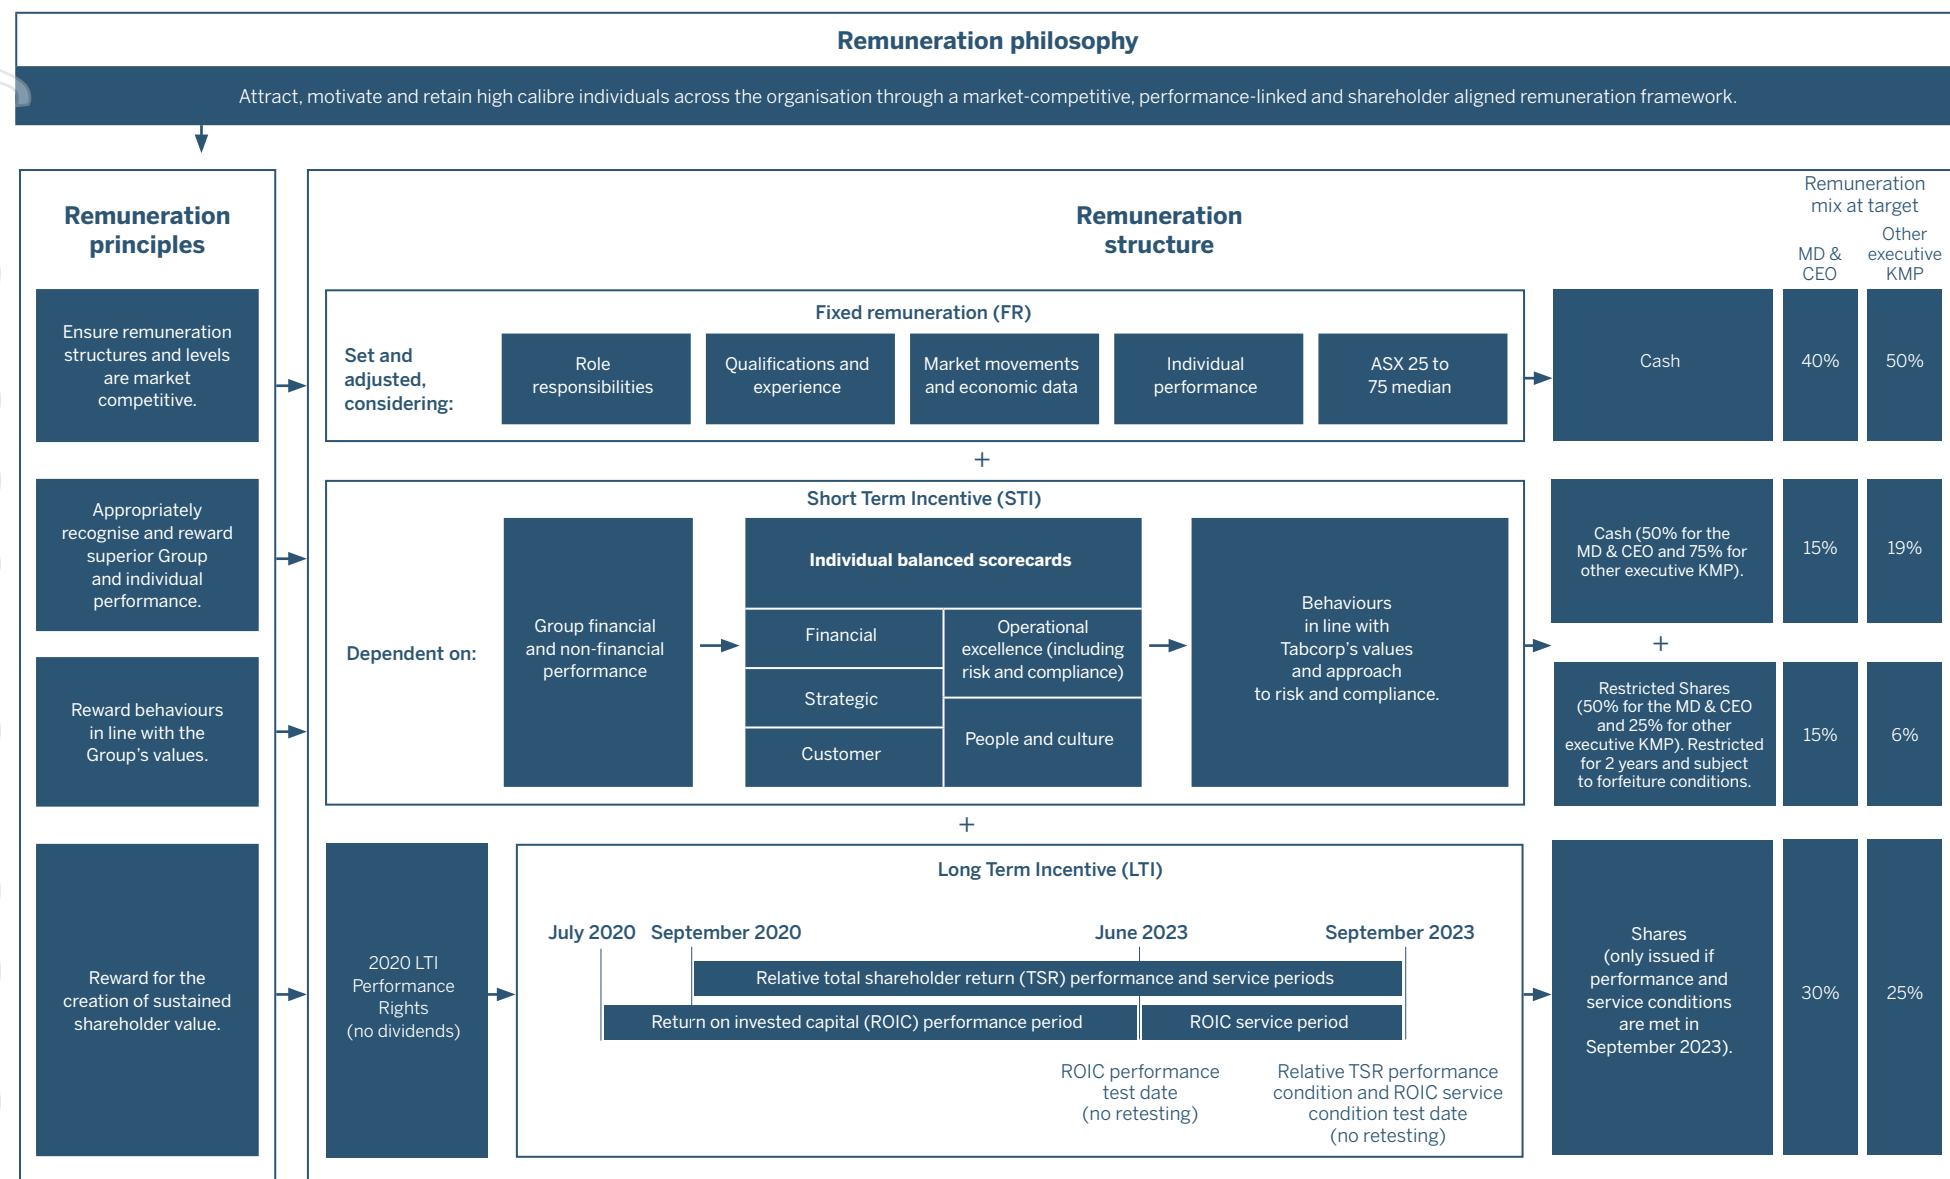 Remuneration philosophy
Attract, motivate and retain high calibre individuals across the organisation through a market-competitive, performance-linked and shareholder aligned remuneration framework.
Remuneration
principles
Ensure remuneration
structures and levels
are market
competitive.
Appropriately
recognise and reward
superior Group
and individual
performance.
Reward behaviours
in line with the
Group's values.
Reward for the
creation of sustained
shareholder value.
Remuneration
structure
Remuneration
mix at target
MD &
CEO
Other
executive
KMP
Fixed remuneration (FR)
Set and
adjusted,
considering:
Role
responsibilities
Qualifications and
experience
Market movements
and economic data
Individual
performance
ASX 25 to
75 median
Cash
40%
50%
+
Short Term Incentive (STI)
Dependent on:
Group financial
and non-financial
performance
Individual balanced scorecards
Financial
Strategic
Customer
Operational
excellence (including
risk and compliance)
People and culture
Behaviours
in line with
Tabcorp's values
and approach
to risk and compliance.
Cash (50% for the
MD & CEO and 75% for
other executive KMP).
15%
19%
+
Restricted Shares
(50% for the MD & CEO
and 25% for other
executive KMP). Restricted
for 2 years and subject
to forfeiture conditions.
15%
6%
+
2020 LTI
Performance
Rights
(no dividends)
Long Term Incentive (LTI)
July 2020
September 2020
June 2023
September 2023
Relative total shareholder return (TSR) performance and service periods
Return on invested capital (ROIC) performance period
ROIC service period
ROIC performance
test date
(no retesting)
Relative TSR performance
condition and ROIC service
condition test date
(no retesting)
Shares
(only issued if
performance and
service conditions
are met in
September 2023).
30%
25%